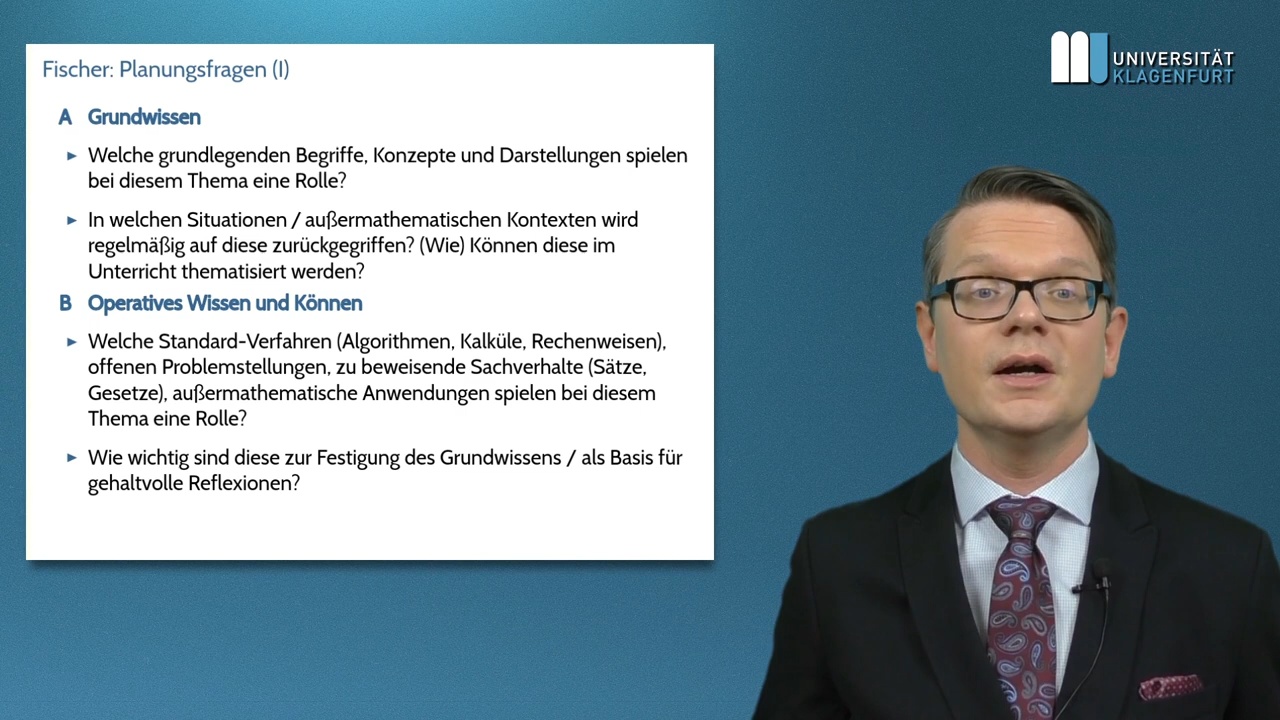 Fischer: Planungsfragen (I)
A Grundwissen
► Welche grundlegenden Begriffe, Konzepte und Darstellungen spielen
bei diesem Thema eine Rolle?
► In welchen Situationen / außermathematischen Kontexten wird
regelmäßig auf diese zurückgegriffen? (Wie) Können diese im
Unterricht thematisiert werden?
B Operatives Wissen und Können
► Welche Standard-Verfahren (Algorithmen, Kalküle, Rechenweisen),
offenen Problemstellungen, zu beweisende Sachverhalte (Sätze,
Gesetze), außermathematische Anwendungen spielen bei diesem
Thema eine Rolle?
► Wie wichtig sind diese zur Festigung des Grundwissens / als Basis für
gehaltvolle Reflexionen?
UNIVERSITÄT
KLAGENFURT